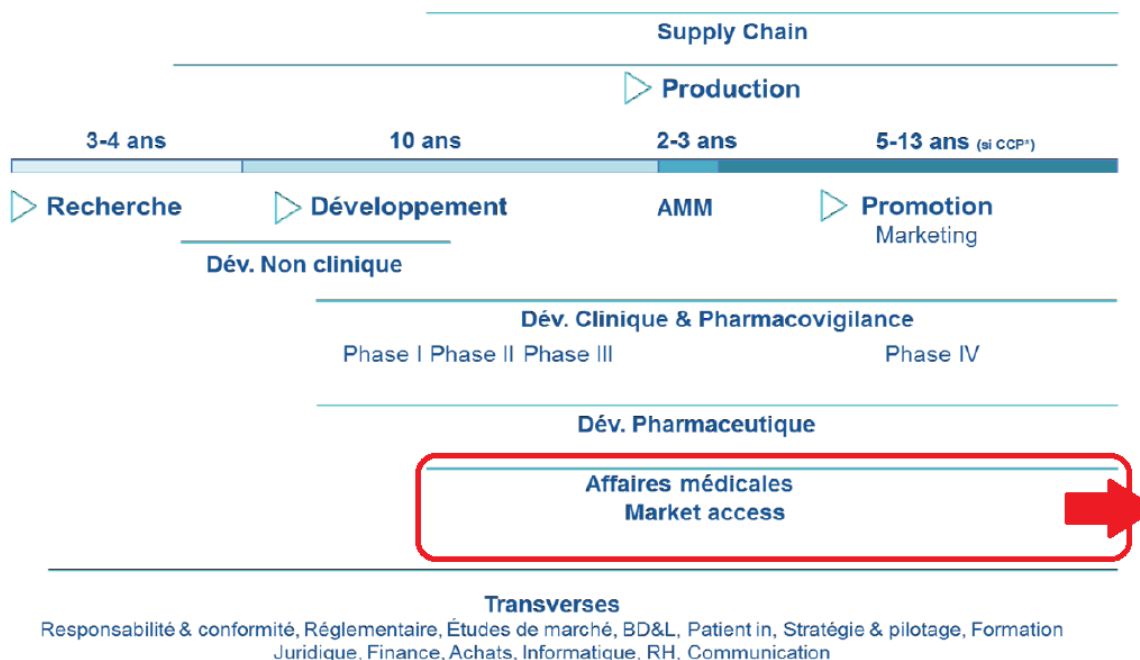 Supply Chain
Production
3-4 ans
10 ans
2-3 ans
5-13 ans (si CCP*)
Recherche
Développement
AMM
Promotion
Marketing
Dév. Non clinique
Dév. Clinique & Pharmacovigilance
Phase I Phase II Phase III
Phase IV
Dév. Pharmaceutique
Affaires médicales
Market access
Transverses
Responsabilité & conformité, Réglementaire, Études de marché, BD&L, Patient in, Stratégie & pilotage, Formation
Juridique, Finance, Achats, Informatique, RH, Communication